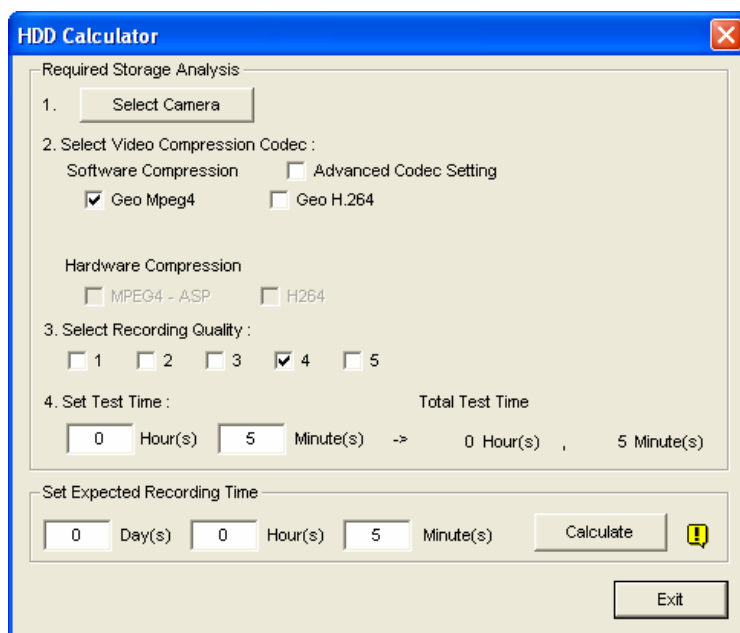 HDD Calculator
Required Storage Analysis
1. Select Camera
2. Select Video Compression Codec :
Software Compression Advanced Codec Setting
Geo Mpeg4 Geo H.264
Hardware Compression
MPEG4 - ASP H264
3. Select Recording Quality :
1 2 3 4 5
4. Set Test Time : Total Test Time
0 Hour(s) 5 Minute(s) -> 0 Hour(s) , 5 Minute(s)
Set Expected Recording Time
0 Day(s) 0 Hour(s) 5 Minute(s) Calculate !
Exit